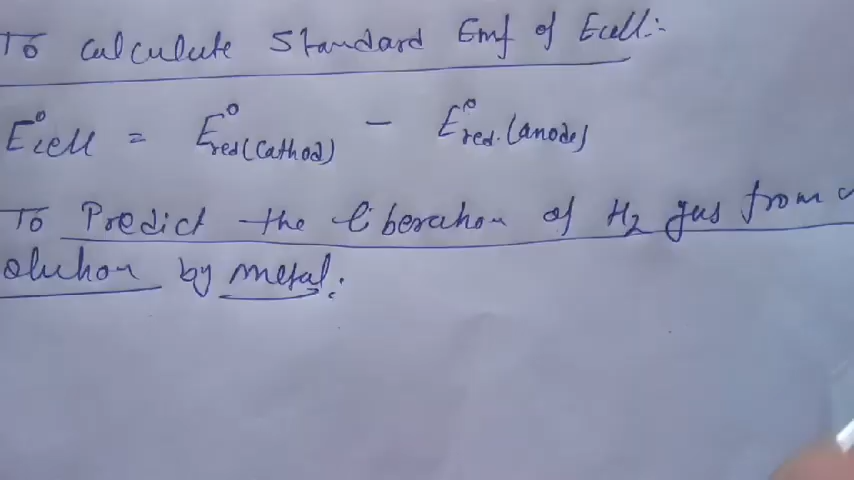 To Calculate Standard Emf of Ecell:-
E°cell = E°red(Cathod) - E°red.(anode)
To Predict the liberation of H2 gas from
olution by metal: